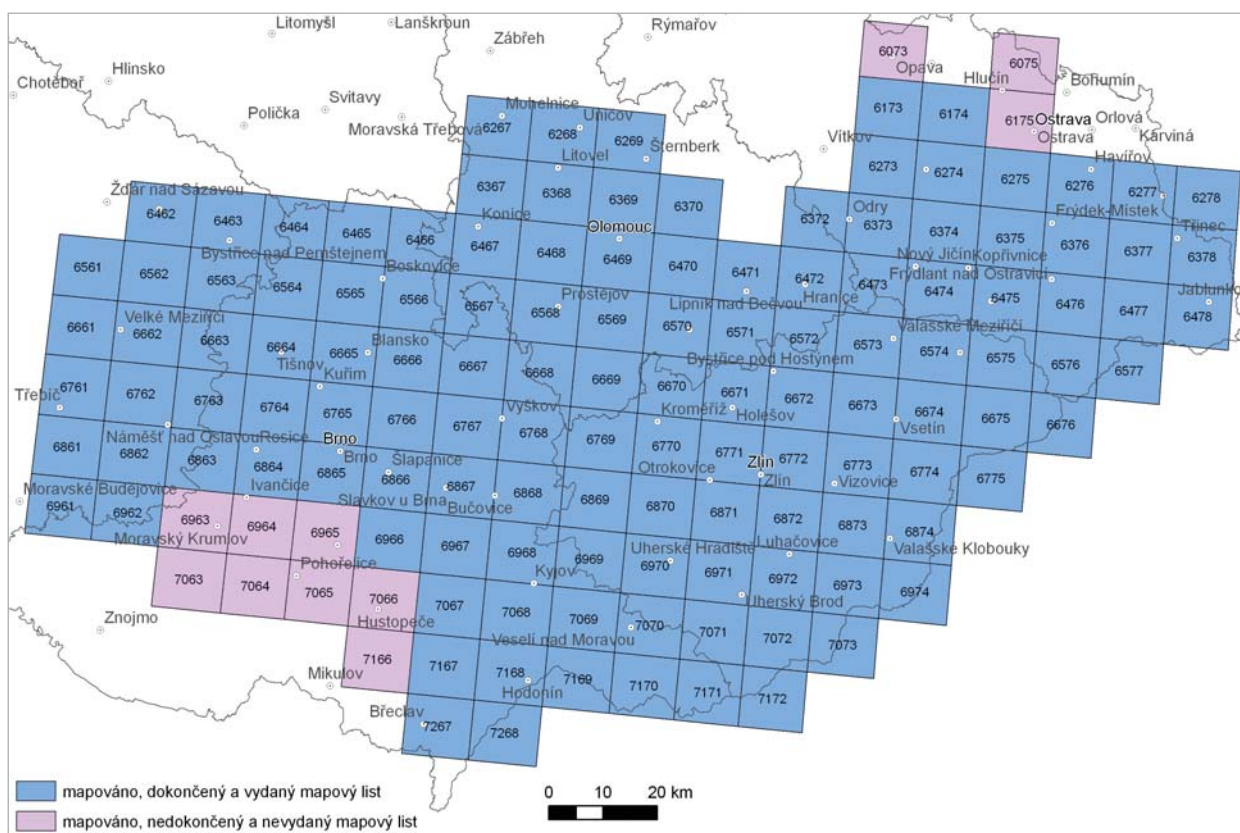 Litomyšl
Lanškroun
Rýmařov
Zábřeh
6073
Opava
6075
Hlučín
Bohumín
Chotěboř
Hlinsko
Polička
Svitavy
Moravská Třebová
Mohelnice
6267
6268
Uničov
6269
Šternberk
Litovel
Vítkov
6173
6174
6175
Ostrava
Ostrava
Orlová
Karviná
Havířov
6273
6274
6275
6276
6277
6278
Žďár nad Sázavou
6367
6368
6369
6370
Konice
Olomouc
6372
Odry
6373
6374
6375
Frýdek-Místek
6376
6377
Třinec
6378
6462
6463
6464
6465
6466
6467
6468
6469
6470
6471
6472
Hranice
6473
Nový Jičín
Kopřivnice
Frýdlant nad Ostravicí
6474
6475
6476
6477
6478
Jablunko
Bystřice nad Pernštejnem
Boskovice
Prostějov
Lipník nad Bečvou
6561
6562
6563
6564
6565
6566
6567
6568
6569
6570
6571
6572
6573
6574
6575
6576
6577
Valašské Meziříčí
Bystřice pod Hostýnem
Velké Meziříčí
6661
6662
6663
6664
Tišnov
6665
Blansko
6666
6667
6668
6669
6670
6671
6672
6673
6674
6675
6676
Kuřim
Kroměříž
Holešov
Vsetín
Třebíč
6761
6762
6763
6764
6765
6766
6767
Vyškov
6768
6769
6770
6771
6772
6773
6774
6775
Náměšť nad Oslavou
Rosice
Brno
Brno
Šlapanice
Otrokovice
Zlín
Zlín
Vizovice
6861
6862
6863
6864
6865
6866
6867
6868
6869
6870
6871
6872
6873
6874
Ivančice
Slavkov u Brna
Bučovice
Moravské Budějovice
6961
6962
6963
6964
6965
6966
6967
6968
6969
6970
6971
6972
6973
6974
Moravský Krumlov
Pohořelice
Kyjov
Uherské Hradiště
Luhačovice
Valašské Klobouky
Uherský Brod
7063
7064
7065
7066
7067
7068
7069
7070
7071
7072
7073
Znojmo
Hustopeče
Veselí nad Moravou
7166
7167
7168
7169
7170
7171
7172
Mikulov
Hodonín
Břeclav
7267
7268
mapováno, dokončený a vydaný mapový list
mapováno, nedokončený a nevydaný mapový list
0 10 20 km